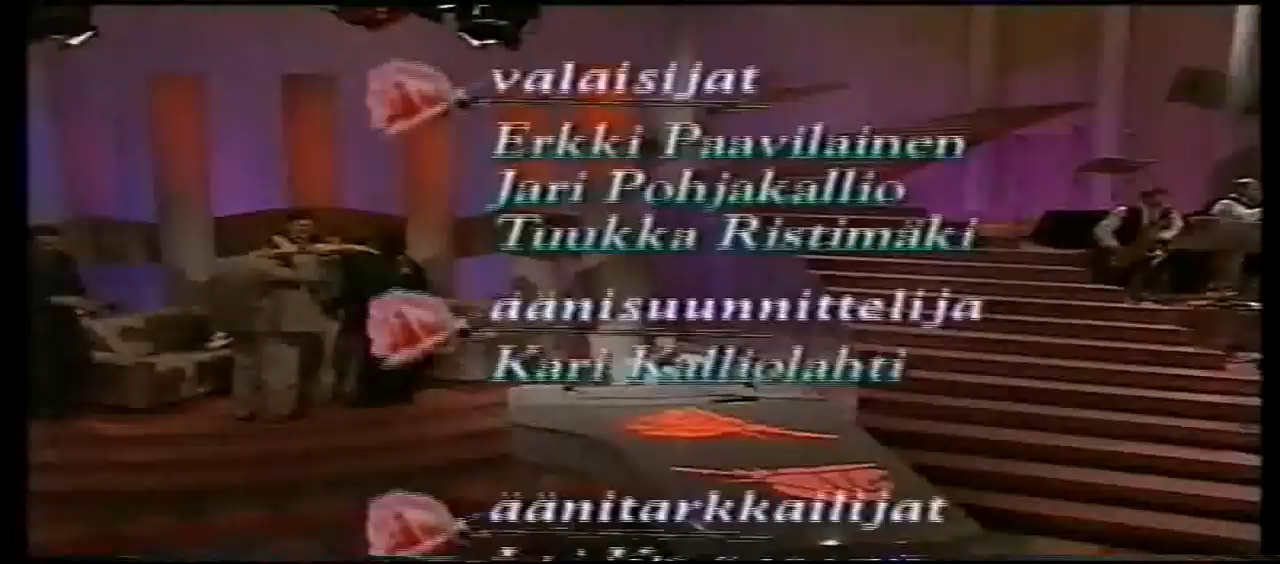 valaisijat
Erkki Paavilainen
Jari Pohjakallio
Tuukka Ristimäki
äänisuunnittelija
Kari Kalliolahti
äänitarkkailijat